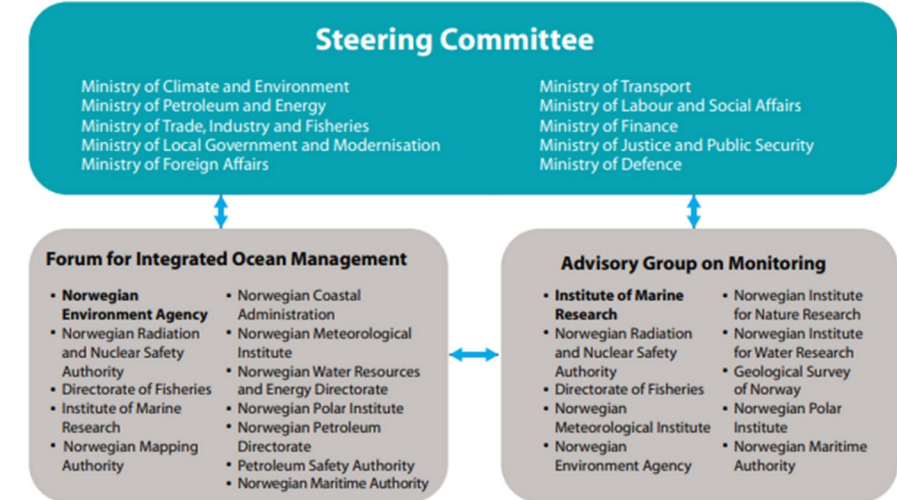 Steering Committee
Ministry of Climate and Environment
Ministry of Petroleum and Energy
Ministry of Trade, Industry and Fisheries
Ministry of Local Government and Modernisation
Ministry of Foreign Affairs
Ministry of Transport
Ministry of Labour and Social Affairs
Ministry of Finance
Ministry of Justice and Public Security
Ministry of Defence
Forum for Integrated Ocean Management
• Norwegian
Environment Agency
• Norwegian Radiation
and Nuclear Safety
Authority
• Directorate of Fisheries
• Institute of Marine
Research
• Norwegian Mapping
Authority
• Norwegian Coastal
Administration
• Norwegian Meteorological
Institute
• Norwegian Water Resources
and Energy Directorate
• Norwegian Polar Institute
• Norwegian Petroleum
Directorate
• Petroleum Safety Authority
• Norwegian Maritime Authority
Advisory Group on Monitoring
• Institute of Marine
Research
• Norwegian Radiation
and Nuclear Safety
Authority
• Directorate of Fisheries
• Norwegian
Meteorological Institute
• Norwegian
Environment Agency
• Norwegian Institute
for Nature Research
• Norwegian Institute
for Water Research
• Geological Survey
of Norway
• Norwegian Polar
Institute
• Norwegian Maritime
Authority